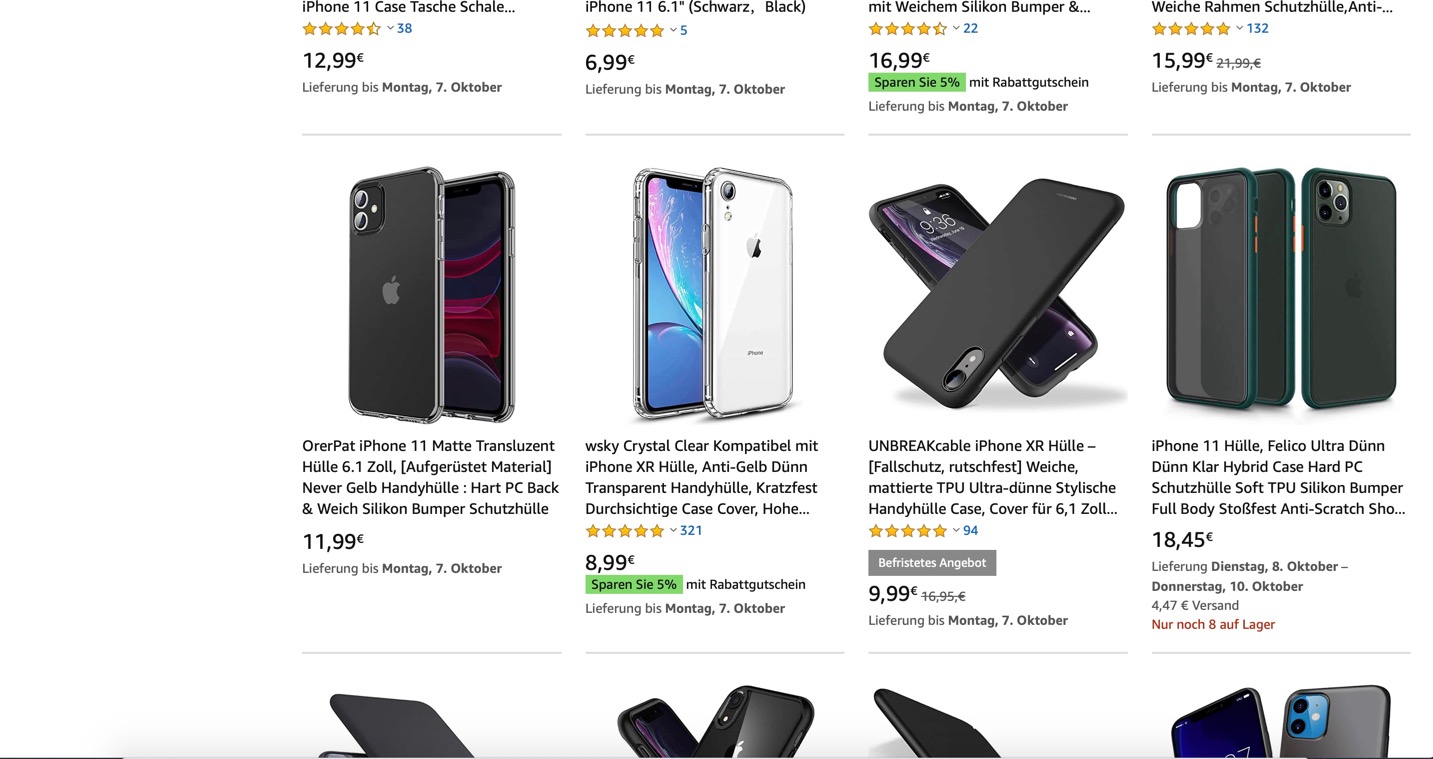 iPhone 11 Case Tasche Schale...
38
12,99€
Lieferung bis Montag, 7. Oktober
iPhone 11 6.1" (Schwarz, Black)
5
6,99€
Lieferung bis Montag, 7. Oktober
mit Weichem Silikon Bumper &...
22
16,99€
Sparen Sie 5% mit Rabattgutschein
Lieferung bis Montag, 7. Oktober
Weiche Rahmen Schutzhülle,Anti-...
132
15,99€ 21,99,€
Lieferung bis Montag, 7. Oktober
OrerPat iPhone 11 Matte Transluzent
Hülle 6.1 Zoll, [Aufgerüstet Material]
Never Gelb Handyhülle : Hart PC Back
& Weich Silikon Bumper Schutzhülle
11,99€
Lieferung bis Montag, 7. Oktober
iPhone
wsky Crystal Clear Kompatibel mit
iPhone XR Hülle, Anti-Gelb Dünn
Transparent Handyhülle, Kratzfest
Durchsichtige Case Cover, Hohe...
321
8,99€
Sparen Sie 5% mit Rabattgutschein
Lieferung bis Montag, 7. Oktober
9:36
UNBREAKcable iPhone XR Hülle –
[Fallschutz, rutschfest] Weiche,
mattierte TPU Ultra-dünne Stylische
Handyhülle Case, Cover für 6,1 Zoll...
94
Befristetes Angebot
9,99€ 16,95,€
Lieferung bis Montag, 7. Oktober
iPhone 11 Hülle, Felico Ultra Dünn
Dünn Klar Hybrid Case Hard PC
Schutzhülle Soft TPU Silikon Bumper
Full Body Stoßfest Anti-Scratch Sho...
18,45€
Lieferung Dienstag, 8. Oktober –
Donnerstag, 10. Oktober
4,47 € Versand
Nur noch 8 auf Lager